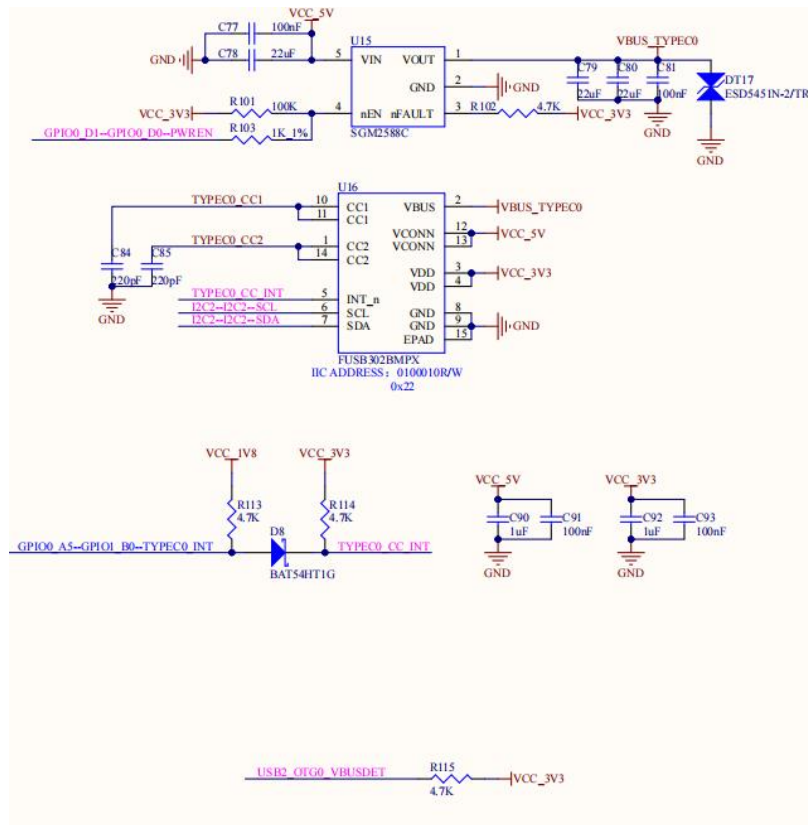 VCC_5V
C77 100nF
C78 22uF
GND
U15
5 VIN VOUT 1
GND 2 GND
4 nEN nFAULT 3
SGM2588C
VCC_3V3 R101 100K
GPIO0_D1--GPIO0_D0--PWREN R103 1K_1%
R102 4.7K VCC_3V3
VBUS_TYPEC0
C79 C80 C81
22uF 22uF 100nF
GND
DT17
ESD5451N-2/TR
GND
U16
TYPEC0_CC1 10 CC1 VBUS 2 VBUS_TYPEC0
11 CC1
VCONN 12 VCC_5V
TYPEC0_CC2 1 CC2 VCONN 13
14 CC2
C84 C85
220pF 220pF
GND
VDD 3 VCC_3V3
VDD 4
TYPEC0_CC_INT 5 INT_n
I2C2--I2C2--SCL 6 SCL GND 8
I2C2--I2C2--SDA 7 SDA GND 9 GND
EPAD 15
FUSB302BMPX
IIC ADDRESS： 0100010R/W
0x22
VCC_1V8 VCC_3V3
R113 R114
4.7K 4.7K
D8
GPIO0_A5--GPIO1_B0--TYPEC0_INT TYPEC0_CC_INT
BAT54HT1G
VCC_5V VCC_3V3
C90 C91 C92 C93
1uF 100nF 1uF 100nF
GND GND
USB2_OTG0_VBUSDET R115 VCC_3V3
4.7K